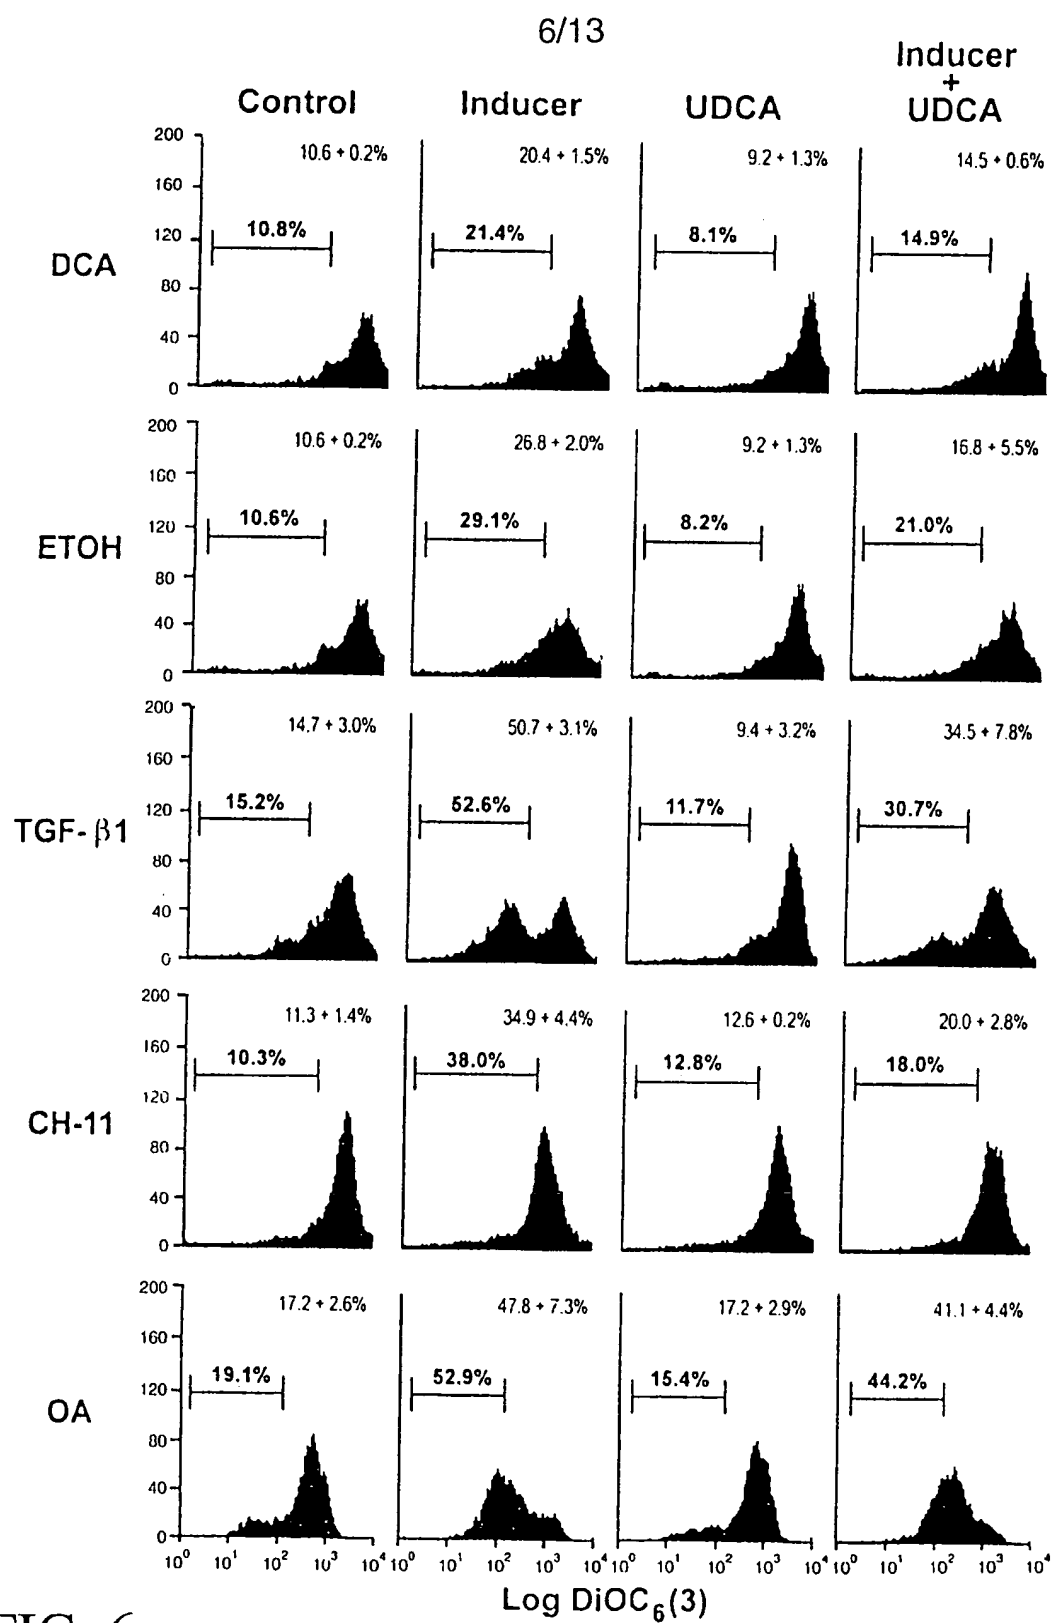 6/13
Control Inducer UDCA Inducer + UDCA
DCA
200 160 120 80 40 0
10.6 + 0.2% 20.4 + 1.5% 9.2 + 1.3% 14.5 + 0.6%
10.8% 21.4% 8.1% 14.9%
ETOH
200 160 120 80 40 0
10.6 + 0.2% 26.8 + 2.0% 9.2 + 1.3% 16.8 + 5.5%
10.6% 29.1% 8.2% 21.0%
TGF-β1
200 160 120 80 40 0
14.7 + 3.0% 50.7 + 3.1% 9.4 + 3.2% 34.5 + 7.8%
15.2% 52.6% 11.7% 30.7%
CH-11
200 160 120 80 40 0
11.3 + 1.4% 34.9 + 4.4% 12.6 + 0.2% 20.0 + 2.8%
10.3% 38.0% 12.8% 18.0%
OA
200 160 120 80 40 0
17.2 + 2.6% 47.8 + 7.3% 17.2 + 2.9% 41.1 + 4.4%
19.1% 52.9% 15.4% 44.2%
10⁰ 10¹ 10² 10³ 10⁴ 10⁰ 10¹ 10² 10³ 10⁴ 10⁰ 10¹ 10² 10³ 10⁴ 10⁰ 10¹ 10² 10³ 10⁴
Log DiOC₆(3)